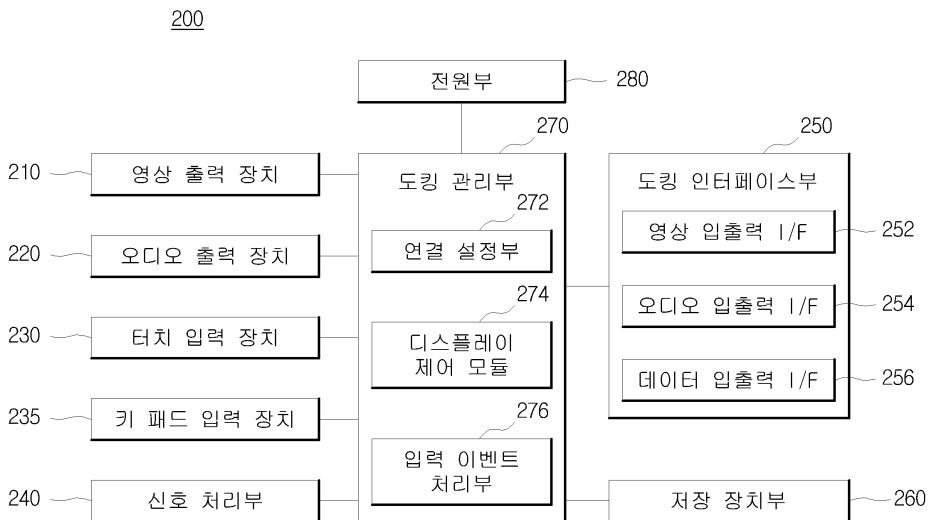 200
전원부
280
270
250
210
영상 출력 장치
도킹 관리부
도킹 인터페이스부
272
연결 설정부
영상 입출력 I/F
252
220
오디오 출력 장치
274
오디오 입출력 I/F
254
230
터치 입력 장치
디스플레이
제어 모듈
데이터 입출력 I/F
256
235
키 패드 입력 장치
276
입력 이벤트
처리부
240
신호 처리부
저장 장치부
260